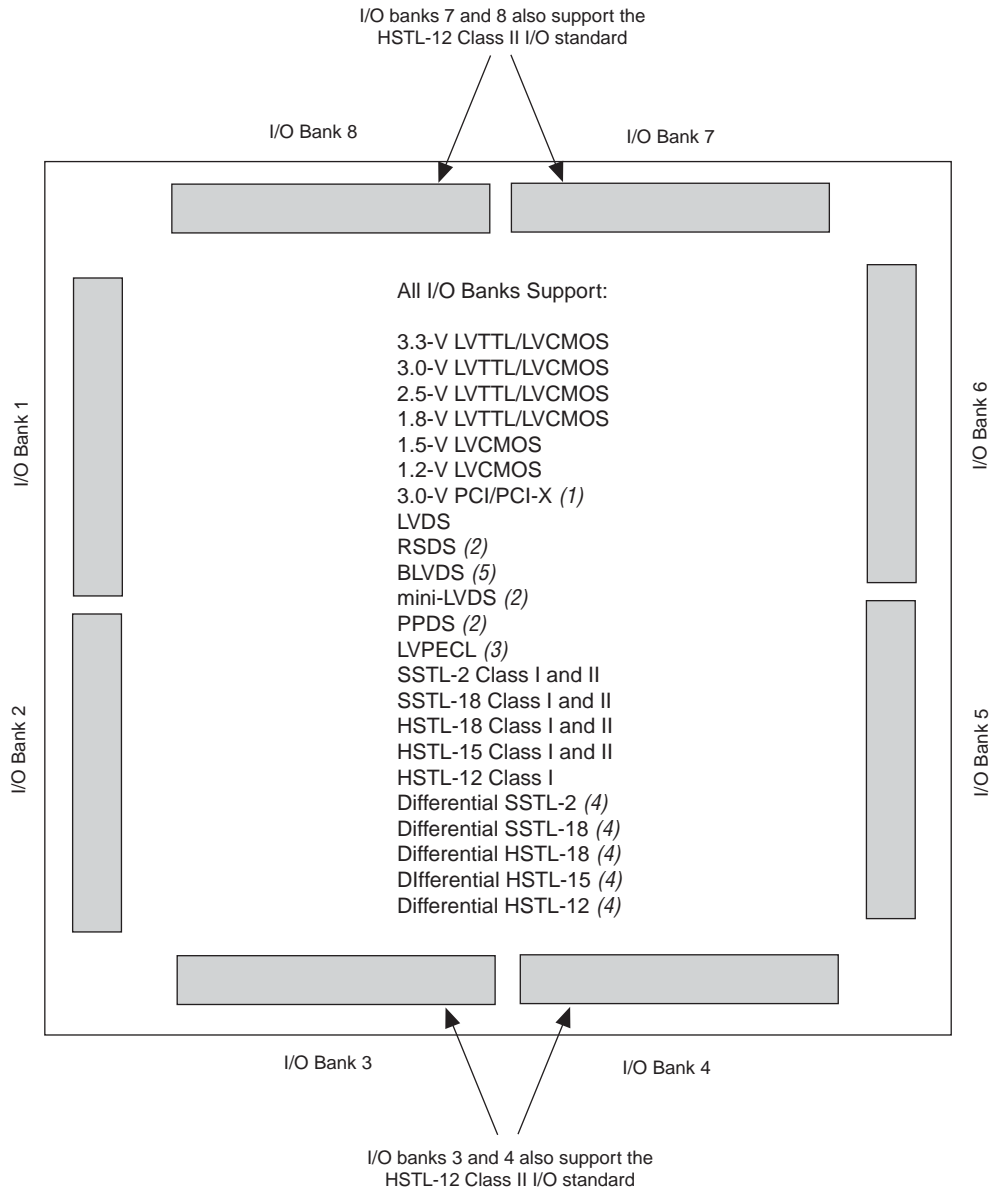 I/O banks 7 and 8 also support the
HSTL-12 Class II I/O standard
I/O Bank 8
I/O Bank 7
All I/O Banks Support:
3.3-V LVTTL/LVCMOS
3.0-V LVTTL/LVCMOS
2.5-V LVTTL/LVCMOS
1.8-V LVTTL/LVCMOS
1.5-V LVCMOS
1.2-V LVCMOS
3.0-V PCI/PCI-X (1)
LVDS
RSDS (2)
BLVDS (5)
mini-LVDS (2)
PPDS (2)
LVPECL (3)
SSTL-2 Class I and II
SSTL-18 Class I and II
HSTL-18 Class I and II
HSTL-15 Class I and II
HSTL-12 Class I
Differential SSTL-2 (4)
Differential SSTL-18 (4)
Differential HSTL-18 (4)
DIfferential HSTL-15 (4)
Differential HSTL-12 (4)
I/O Bank 1
I/O Bank 2
I/O Bank 6
I/O Bank 5
I/O Bank 3
I/O Bank 4
I/O banks 3 and 4 also support the
HSTL-12 Class II I/O standard